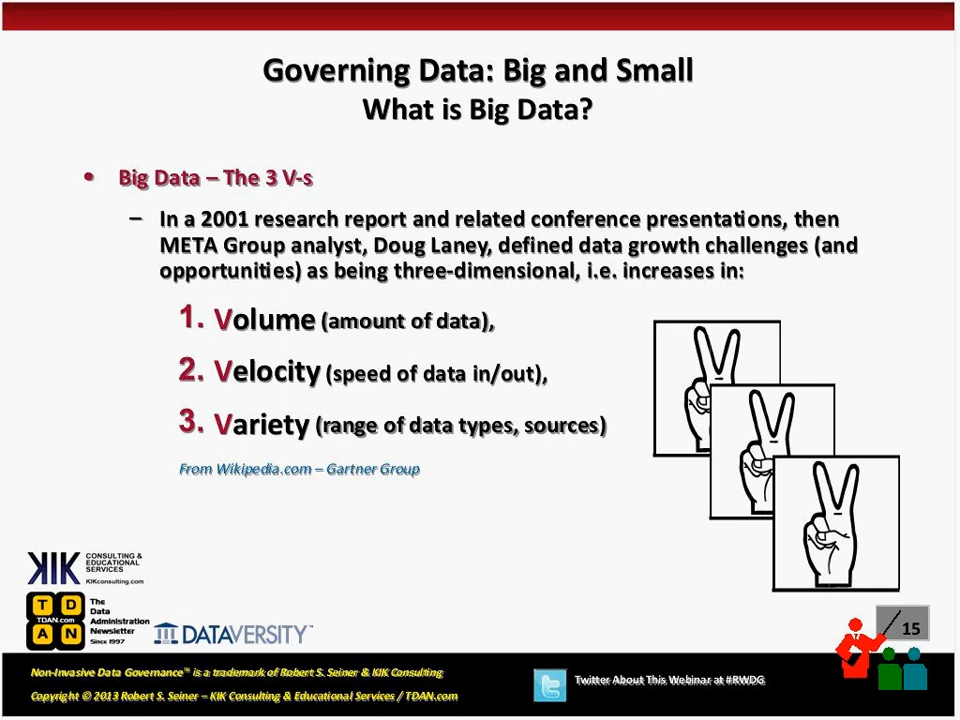 Governing Data: Big and Small
What is Big Data?
• Big Data – The 3 V-s
– In a 2001 research report and related conference presentations, then
META Group analyst, Doug Laney, defined data growth challenges (and
opportunities) as being three-dimensional, i.e. increases in:
1. Volume (amount of data),
2. Velocity (speed of data in/out),
3. Variety (range of data types, sources)
From Wikipedia.com – Gartner Group
KIK CONSULTING &
EDUCATIONAL
SERVICES
KIKconsulting.com
T D
TDAN.com
A N
The
Data
Administration
Newsletter
Since 1997
DATAVERSITY™
15
Non-Invasive Data Governance™ is a trademark of Robert S. Seiner & KIK Consulting
Copyright © 2013 Robert S. Seiner – KIK Consulting & Educational Services / TDAN.com
Twitter About This Webinar at #RWDG